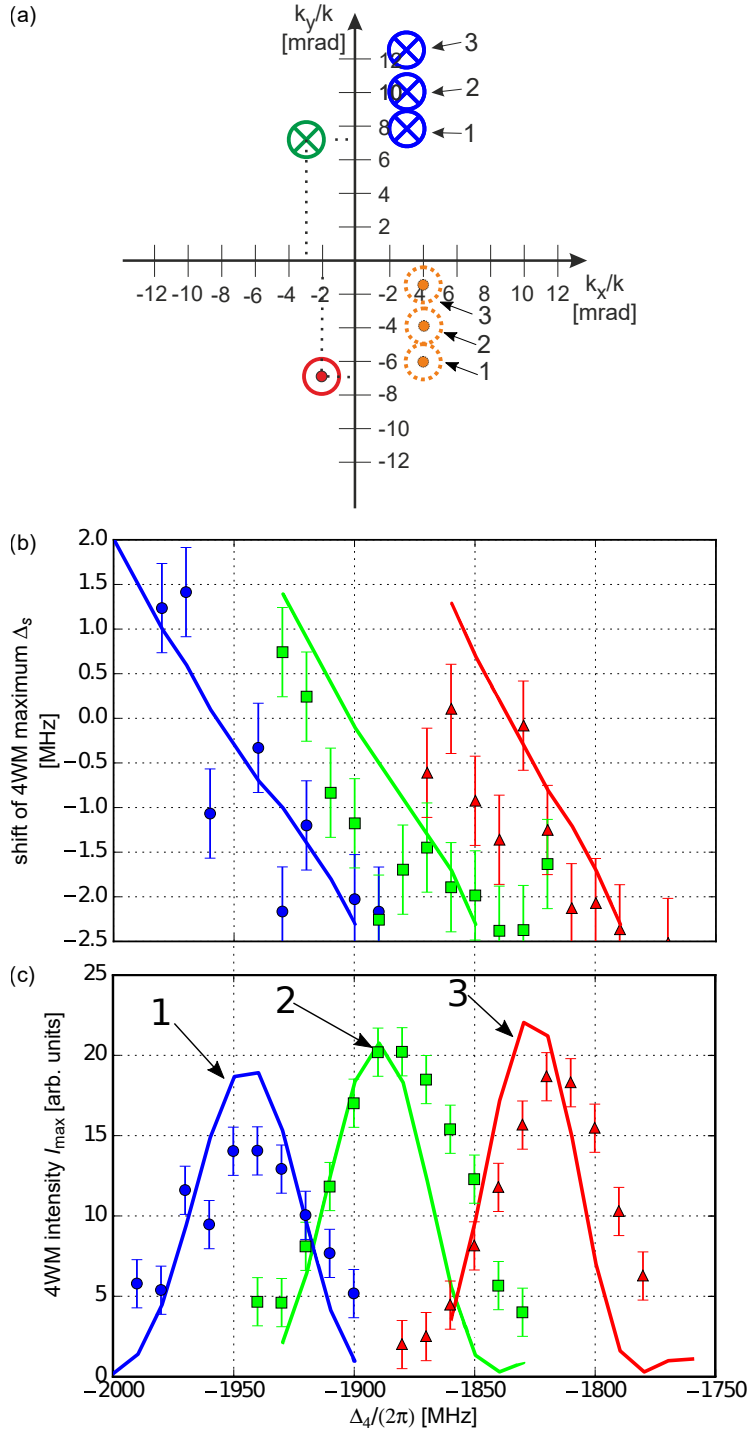 (a)
k_y/k
[mrad]
12
10
8
6
4
2
3
2
1
-12 -10 -8 -6 -4 -2 2 4 6 8 10 12
k_x/k
[mrad]
-2
-4
-6
-8
-10
-12
3
2
1
(b)
2.0
1.5
1.0
0.5
0.0
−0.5
−1.0
−1.5
−2.0
−2.5
shift of 4WM maximum Δ_s
[MHz]
(c)
25
20
15
10
5
0
4WM intensity I_max [arb. units]
1
2
3
−2000 −1950 −1900 −1850 −1800 −1750
Δ_4/(2π) [MHz]